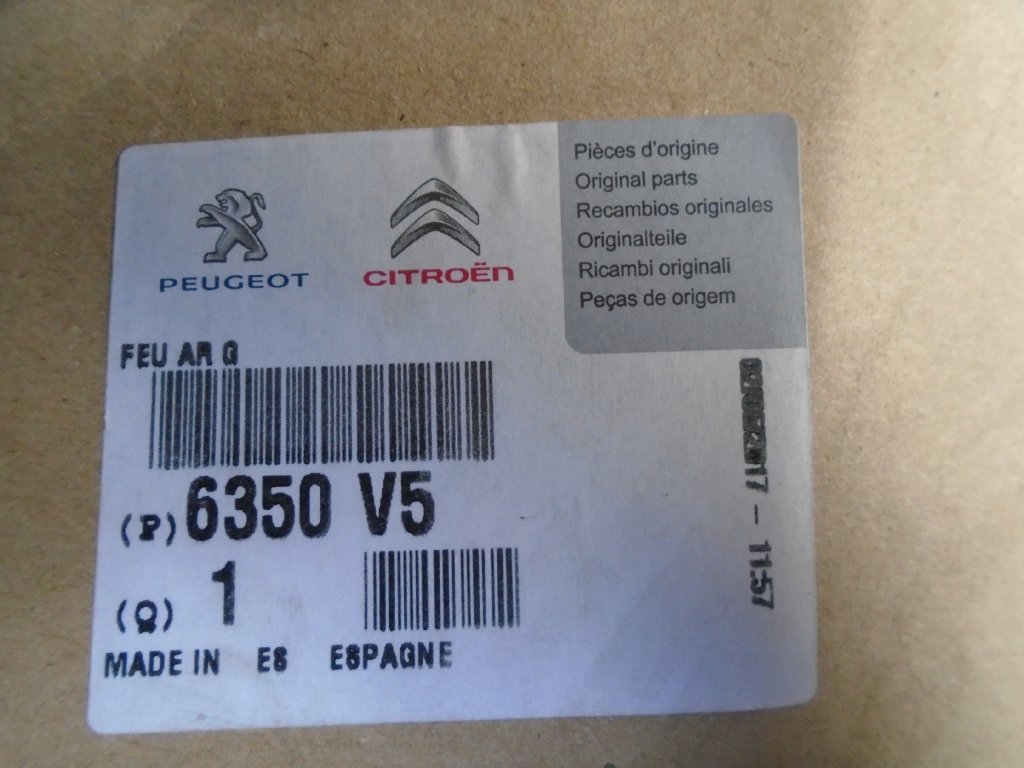 PEUGEOT
CITROËN
Pièces d'origine
Original parts
Recambios originales
Originalteile
Ricambi originali
Peças de origem
FEU AR G
(P) 6350 V5
(Q) 1
MADE IN ES ESPAGNE
- 11:57